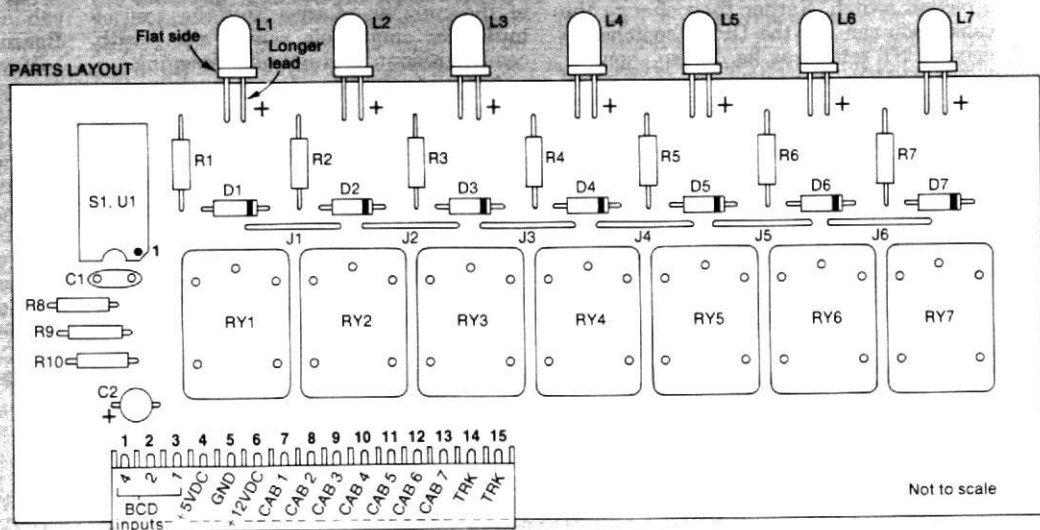 L1 L2 L3 L4 L5 L6 L7
Flat side
Longer
lead
PARTS LAYOUT
+ + + + + + +
R1 R2 R3 R4 R5 R6 R7
S1. U1
D1 D2 D3 D4 D5 D6 D7
J1 J2 J3 J4 J5 J6
1
C1
R8
R9
R10
RY1 RY2 RY3 RY4 RY5 RY6 RY7
C2
+
1 2 3 4 5 6 7 8 9 10 11 12 13 14 15
4 2 1 +5VDC GND +12VDC CAB 1 CAB 2 CAB 3 CAB 4 CAB 5 CAB 6 CAB 7 TRK TRK
BCD
inputs
Not to scale